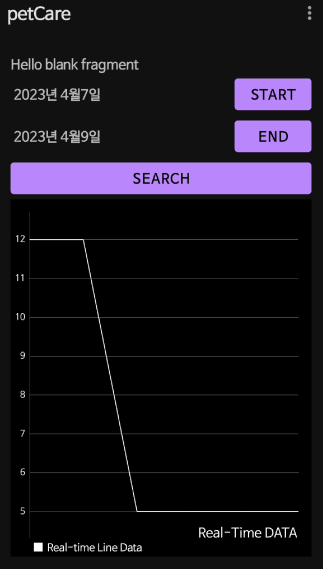 petCare
Hello blank fragment
2023년 4월7일
START
2023년 4월9일
END
SEARCH
12
11
10
9
8
7
6
5
Real-Time DATA
Real-time Line Data